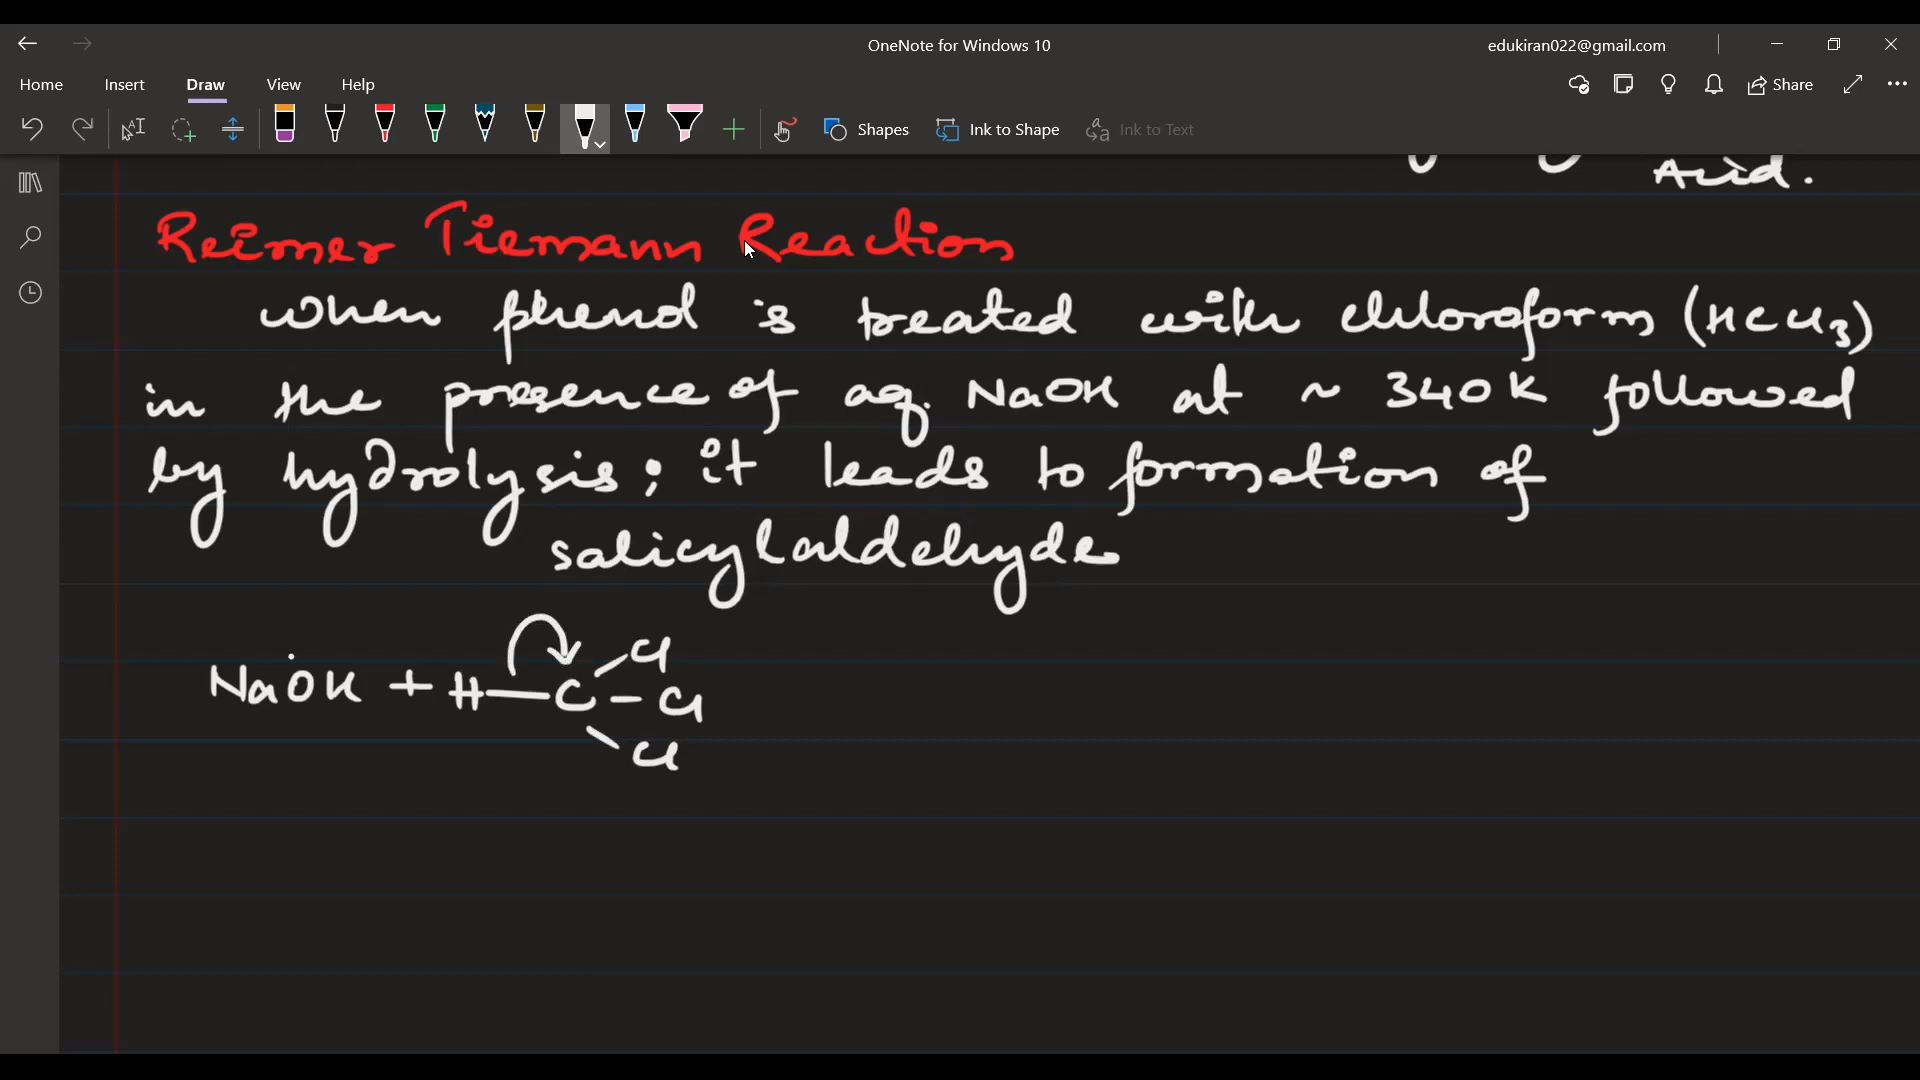 OneNote for Windows 10
edukiran022@gmail.com
Home Insert Draw View Help
Share
Shapes Ink to Shape Ink to Text
Acid.
Reimer Tiemann Reaction
when phenol is treated with chloroform (HCCl3)
in the presence of aq. NaOH at ~ 340K followed
by hydrolysis; it leads to formation of
salicylaldehyde
Cl
NaOH + H—C–Cl
Cl